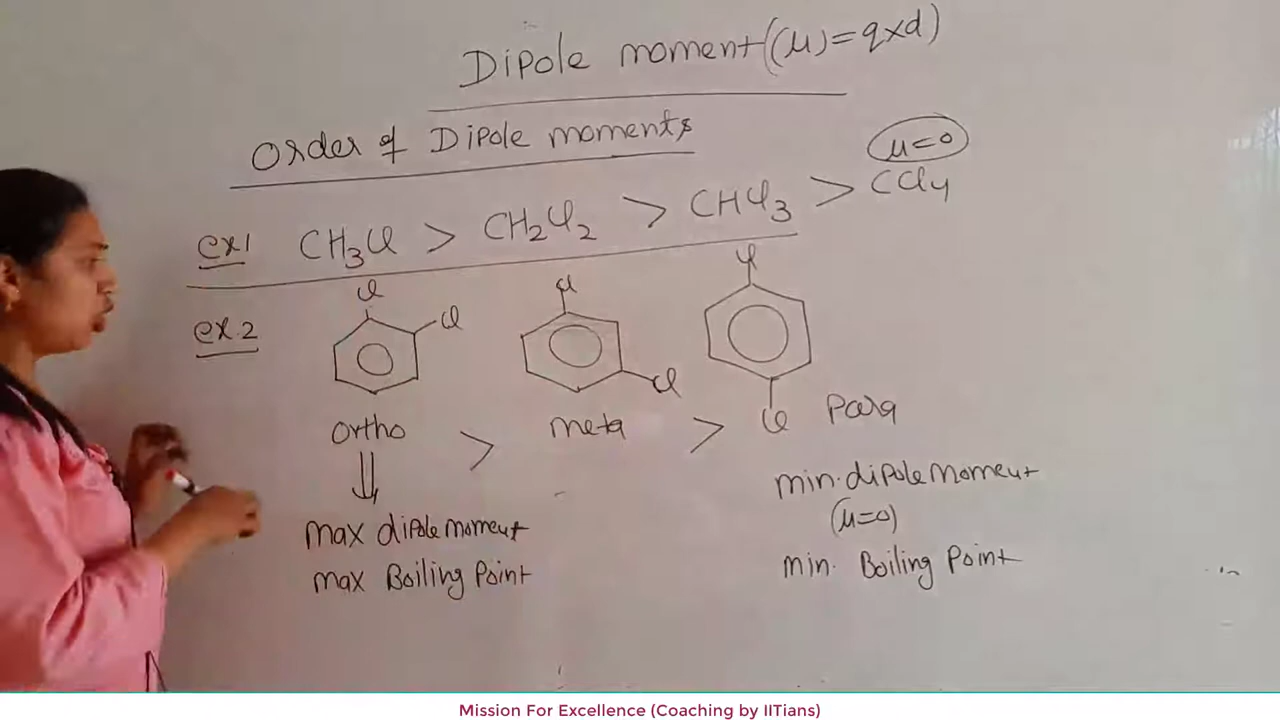 Dipole moment ((μ) = q×d)
Order of Dipole moments
μ=0
ex1 CH3Cl > CH2Cl2 > CHCl3 > CCl4
ex.2
Cl Cl
Cl Cl
Cl Cl
Ortho > meta > Para
max dipole moment
max Boiling Point
min. dipole moment
(μ=0)
min. Boiling Point
Mission For Excellence (Coaching by IITians)